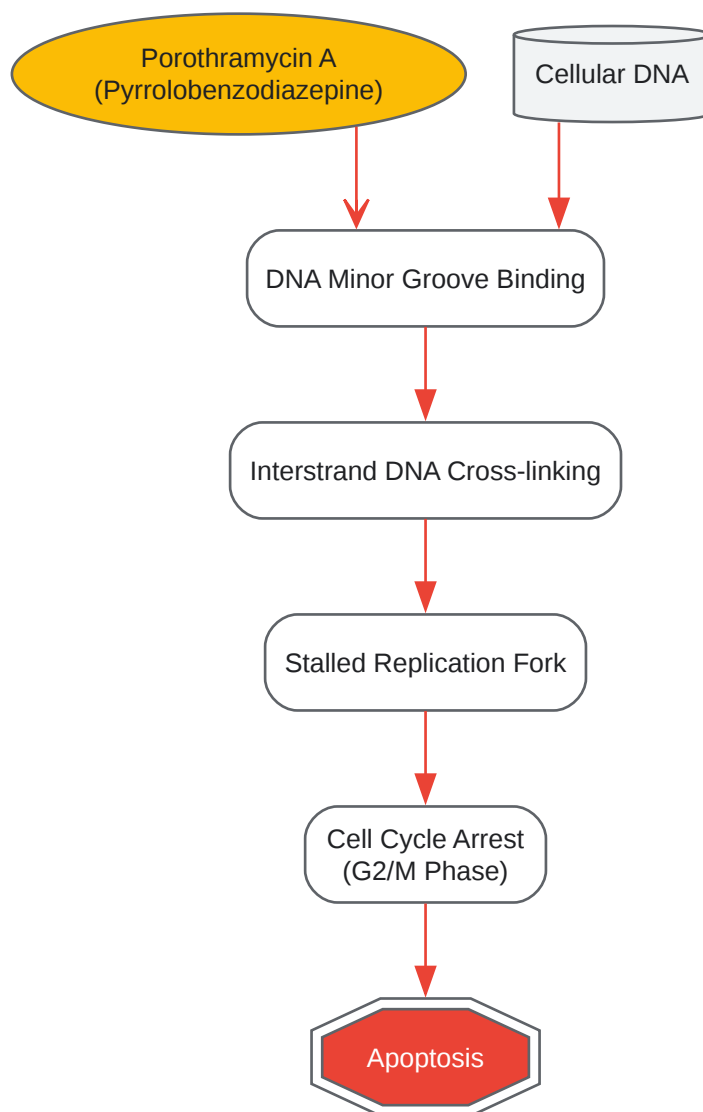 Porothramycin A
(Pyrrolobenzodiazepine)
Cellular DNA
DNA Minor Groove Binding
Interstrand DNA Cross-linking
Stalled Replication Fork
Cell Cycle Arrest
(G2/M Phase)
Apoptosis